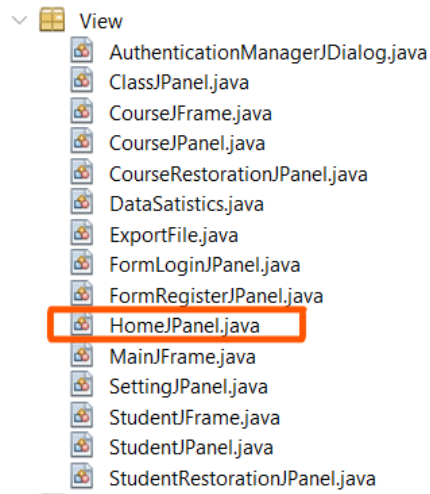 View
AuthenticationManagerJDialog.java
ClassJPanel.java
CourseJFrame.java
CourseJPanel.java
CourseRestorationJPanel.java
DataSatistics.java
ExportFile.java
FormLoginJPanel.java
FormRegisterJPanel.java
HomeJPanel.java
MainJFrame.java
SettingJPanel.java
StudentJFrame.java
StudentJPanel.java
StudentRestorationJPanel.java